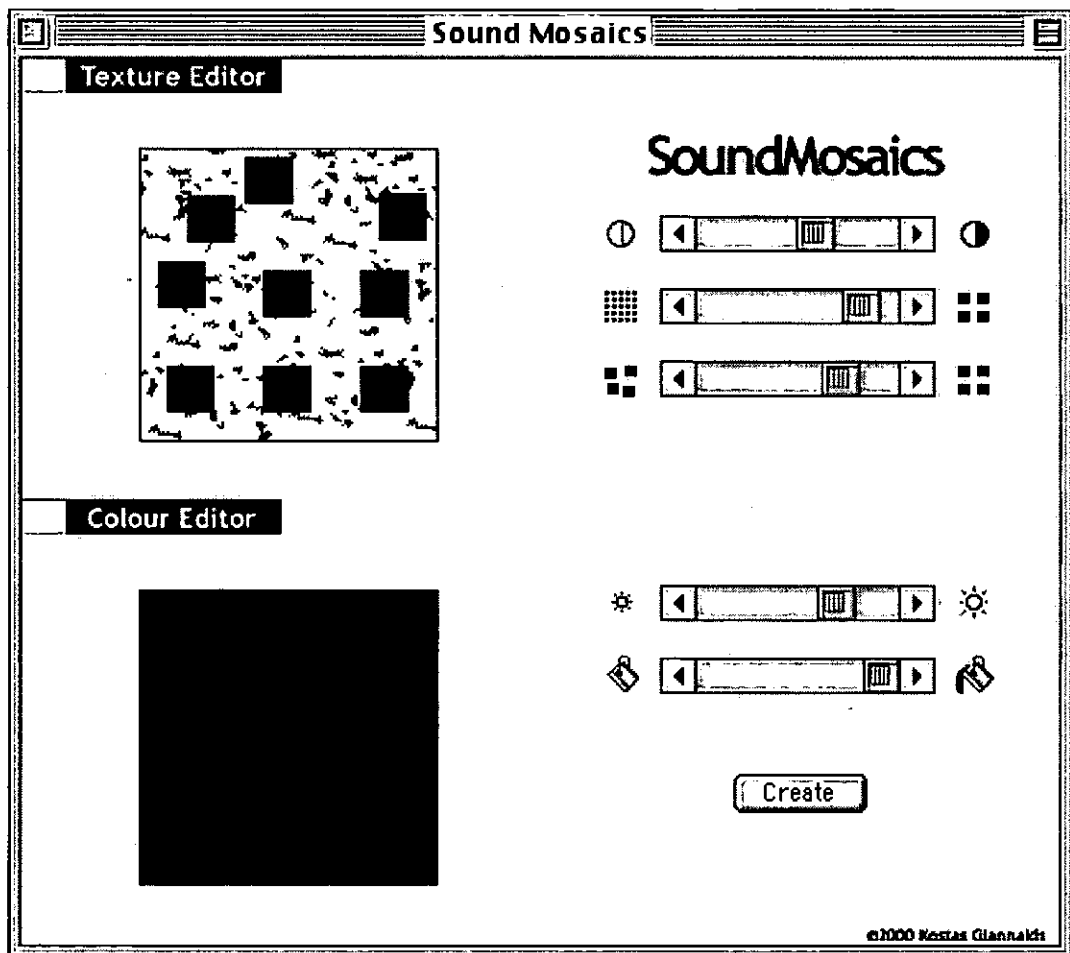 Sound Mosaics
Texture Editor
SoundMosaics
Colour Editor
Create
©2000 Kostas Giannakis